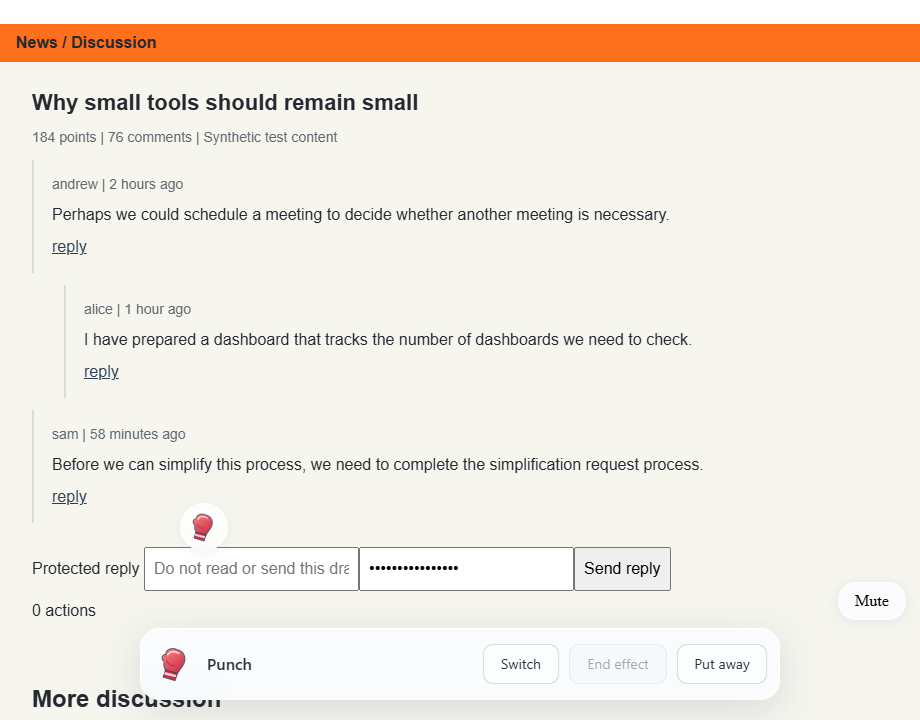 News / Discussion
Why small tools should remain small
184 points | 76 comments | Synthetic test content
andrew | 2 hours ago
Perhaps we could schedule a meeting to decide whether another meeting is necessary.
reply
alice | 1 hour ago
I have prepared a dashboard that tracks the number of dashboards we need to check.
reply
sam | 58 minutes ago
Before we can simplify this process, we need to complete the simplification request process.
reply
Protected reply Do not read or send this dra •••••••••••••••• Send reply
0 actions
Mute
Punch Switch End effect Put away
More discussion